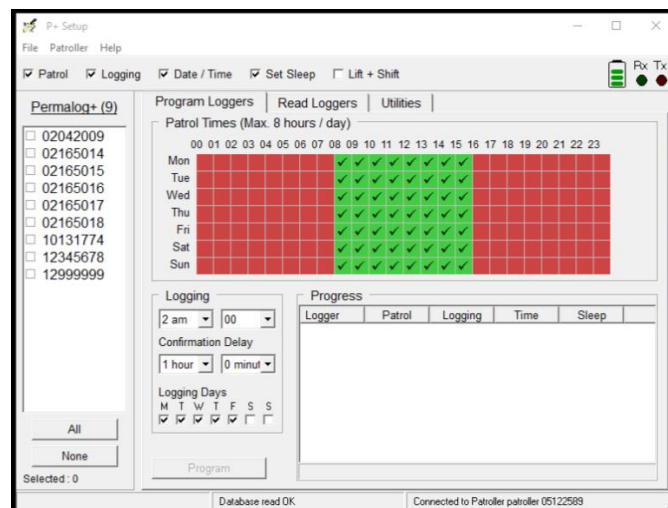 P+ Setup
File Patroller Help
Patrol Logging Date / Time Set Sleep Lift + Shift Rx Tx
Permalog+ (9)
02042009
02165014
02165015
02165016
02165017
02165018
10131774
12345678
12999999
All
None
Selected : 0
Program Loggers Read Loggers Utilities
Patrol Times (Max. 8 hours / day)
00 01 02 03 04 05 06 07 08 09 10 11 12 13 14 15 16 17 18 19 20 21 22 23
Mon
Tue
Wed
Thu
Fri
Sat
Sun
Logging
2 am 00
Confirmation Delay
1 hour 0 minut
Logging Days
M T W T F S S
Program
Progress
Logger Patrol Logging Time Sleep
Database read OK Connected to Patroller patroller 05122589